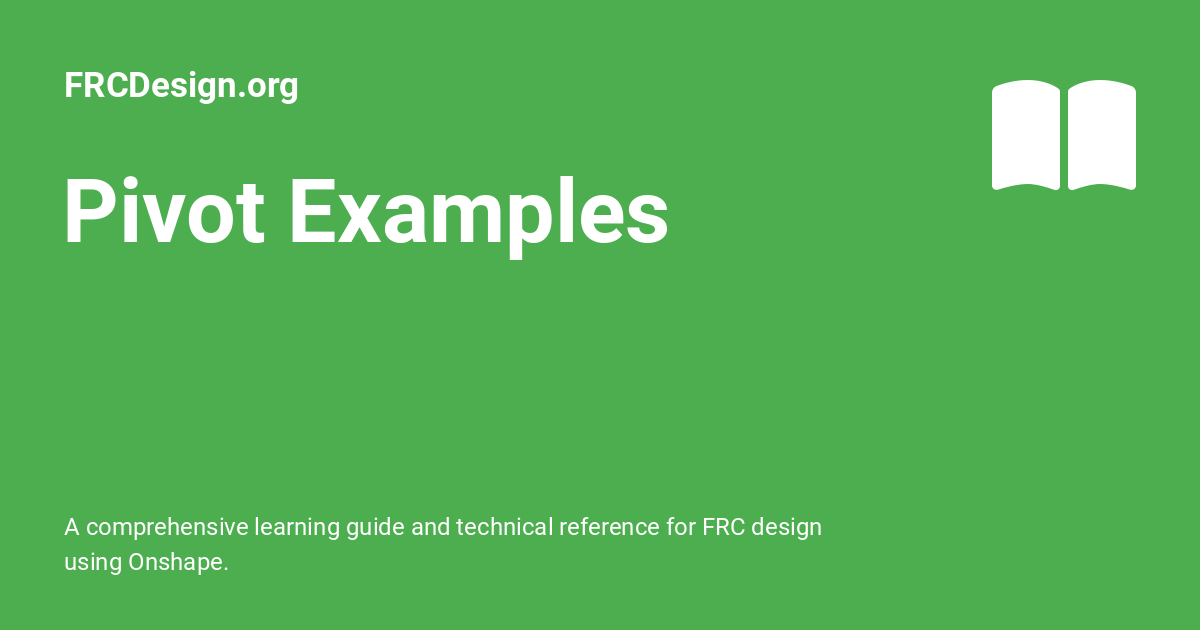 FRCDesign.org
Pivot Examples
A comprehensive learning guide and technical reference for FRC design
using Onshape.